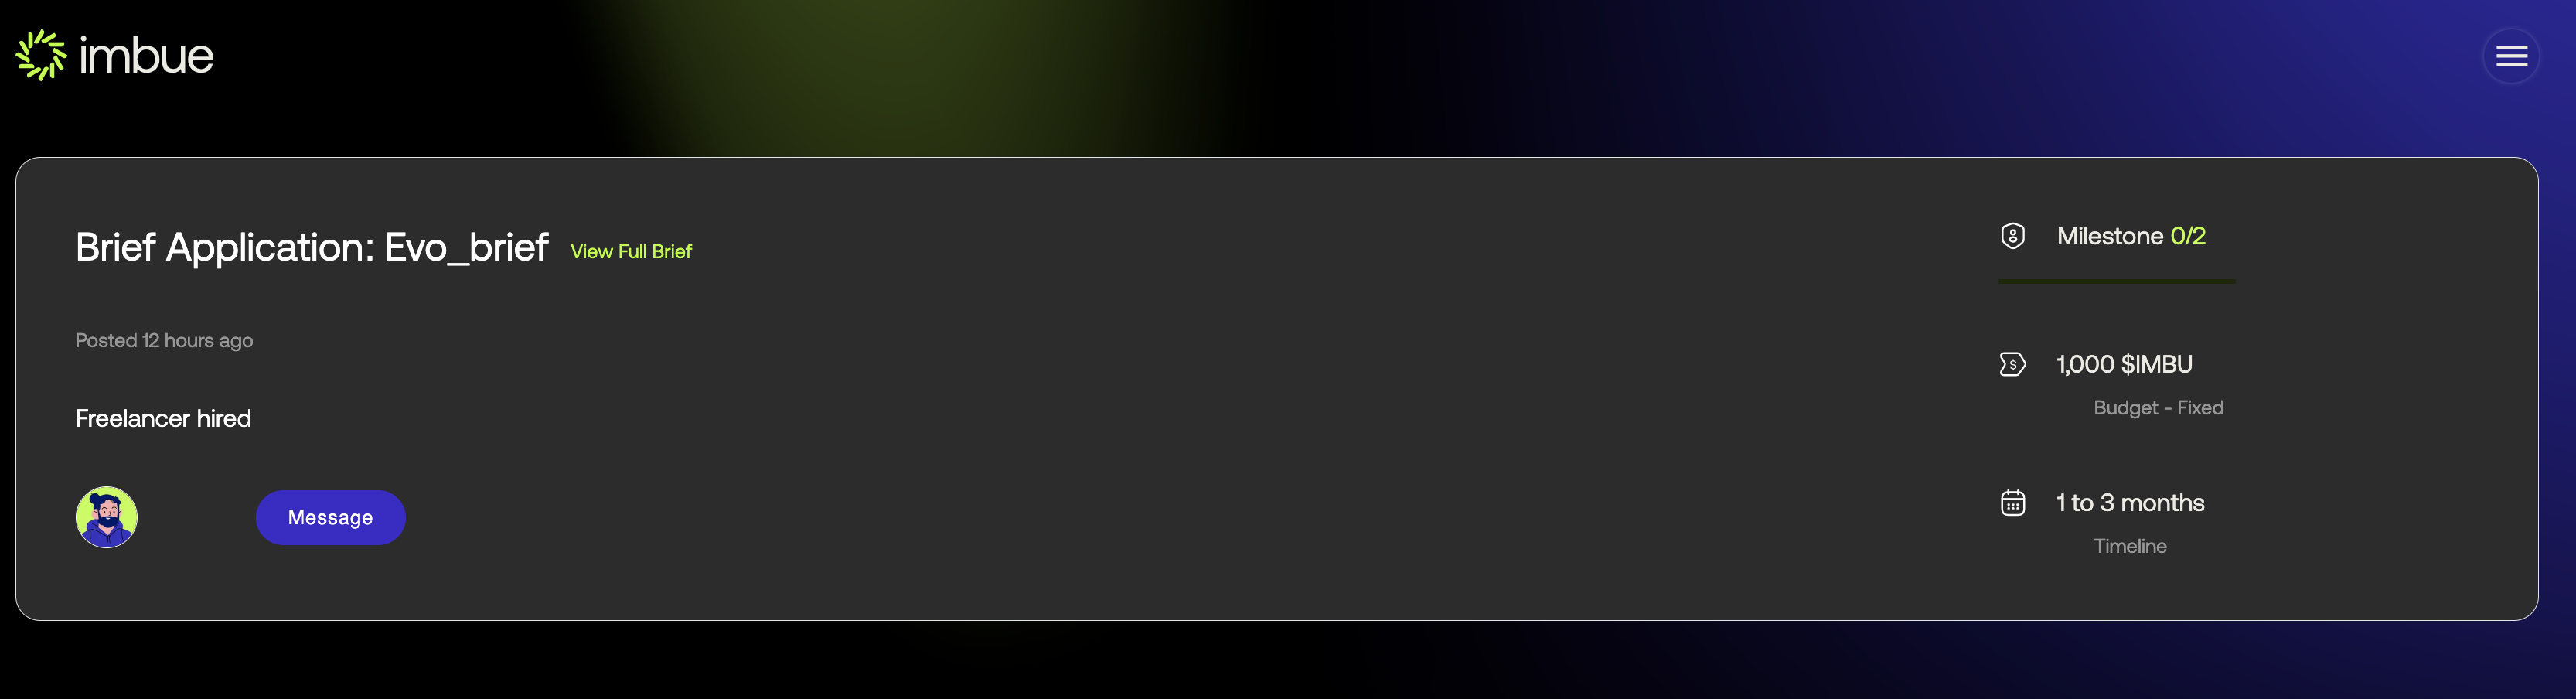 imbue
Brief Application: Evo_brief View Full Brief
Posted 12 hours ago
Freelancer hired
Message
Milestone 0/2
1,000 $IMBU
Budget - Fixed
1 to 3 months
Timeline